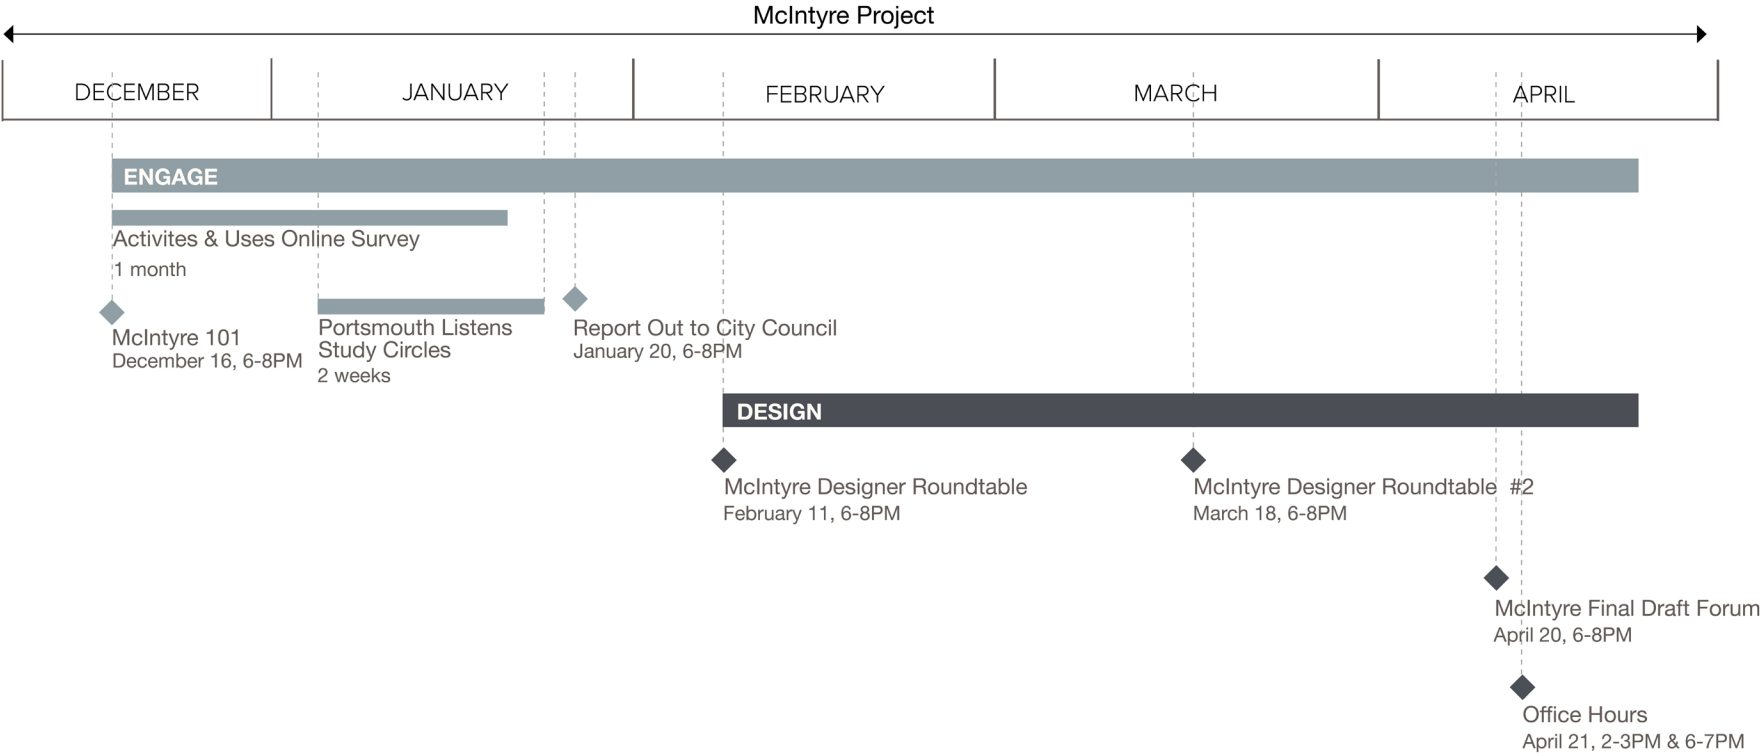 McIntyre Project
DECEMBER
JANUARY
FEBRUARY
MARCH
APRIL
ENGAGE
Activites & Uses Online Survey
1 month
McIntyre 101
December 16, 6-8PM
Portsmouth Listens
Study Circles
2 weeks
Report Out to City Council
January 20, 6-8PM
DESIGN
McIntyre Designer Roundtable
February 11, 6-8PM
McIntyre Designer Roundtable #2
March 18, 6-8PM
McIntyre Final Draft Forum
April 20, 6-8PM
Office Hours
April 21, 2-3PM & 6-7PM